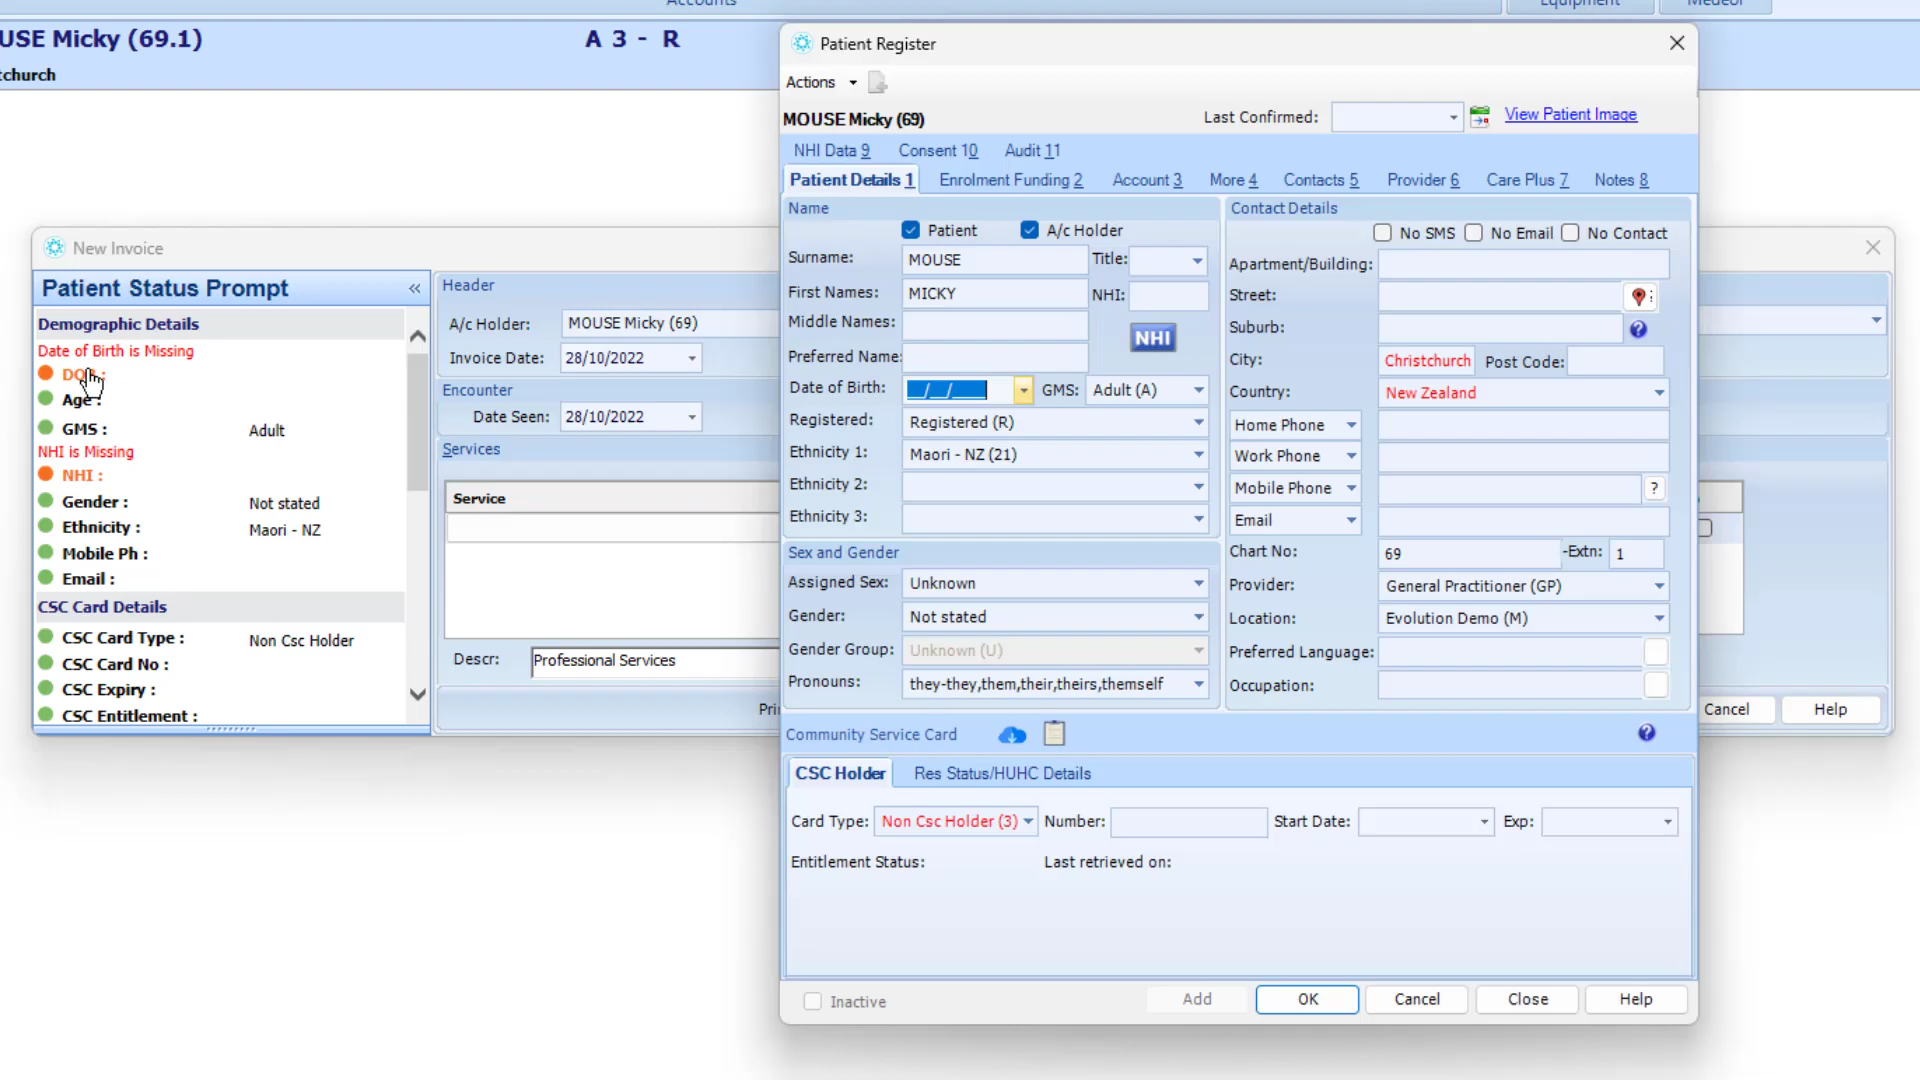 Accounts
Equipment
Medtel
USE Micky (69.1)
A 3 - R
tchurch
New Invoice
Patient Status Prompt
«
Demographic Details
Date of Birth is Missing
DOB :
Age :
GMS :
Adult
NHI is Missing
NHI :
Gender :
Not stated
Ethnicity :
Maori - NZ
Mobile Ph :
Email :
CSC Card Details
CSC Card Type :
Non Csc Holder
CSC Card No :
CSC Expiry :
CSC Entitlement :
Header
A/c Holder:
MOUSE Micky (69)
Invoice Date:
28/10/2022
Encounter
Date Seen:
28/10/2022
Services
Service
Descr:
Professional Services
Pri
Cancel
Help
Patient Register
Actions
MOUSE Micky (69)
Last Confirmed:
View Patient Image
NHI Data 9
Consent 10
Audit 11
Patient Details 1
Enrolment Funding 2
Account 3
More 4
Contacts 5
Provider 6
Care Plus 7
Notes 8
Name
Patient
A/c Holder
Surname:
MOUSE
Title:
First Names:
MICKY
NHI:
Middle Names:
NHI
Preferred Name:
Date of Birth:
__/__/____
GMS:
Adult (A)
Registered:
Registered (R)
Ethnicity 1:
Maori - NZ (21)
Ethnicity 2:
Ethnicity 3:
Sex and Gender
Assigned Sex:
Unknown
Gender:
Not stated
Gender Group:
Unknown (U)
Pronouns:
they-they,them,their,theirs,themself
Contact Details
No SMS
No Email
No Contact
Apartment/Building:
Street:
Suburb:
?
City:
Christchurch
Post Code:
Country:
New Zealand
Home Phone
Work Phone
Mobile Phone
?
Email
Chart No:
69
-Extn:
1
Provider:
General Practitioner (GP)
Location:
Evolution Demo (M)
Preferred Language:
Occupation:
Community Service Card
?
CSC Holder
Res Status/HUHC Details
Card Type:
Non Csc Holder (3)
Number:
Start Date:
Exp:
Entitlement Status:
Last retrieved on:
Inactive
Add
OK
Cancel
Close
Help